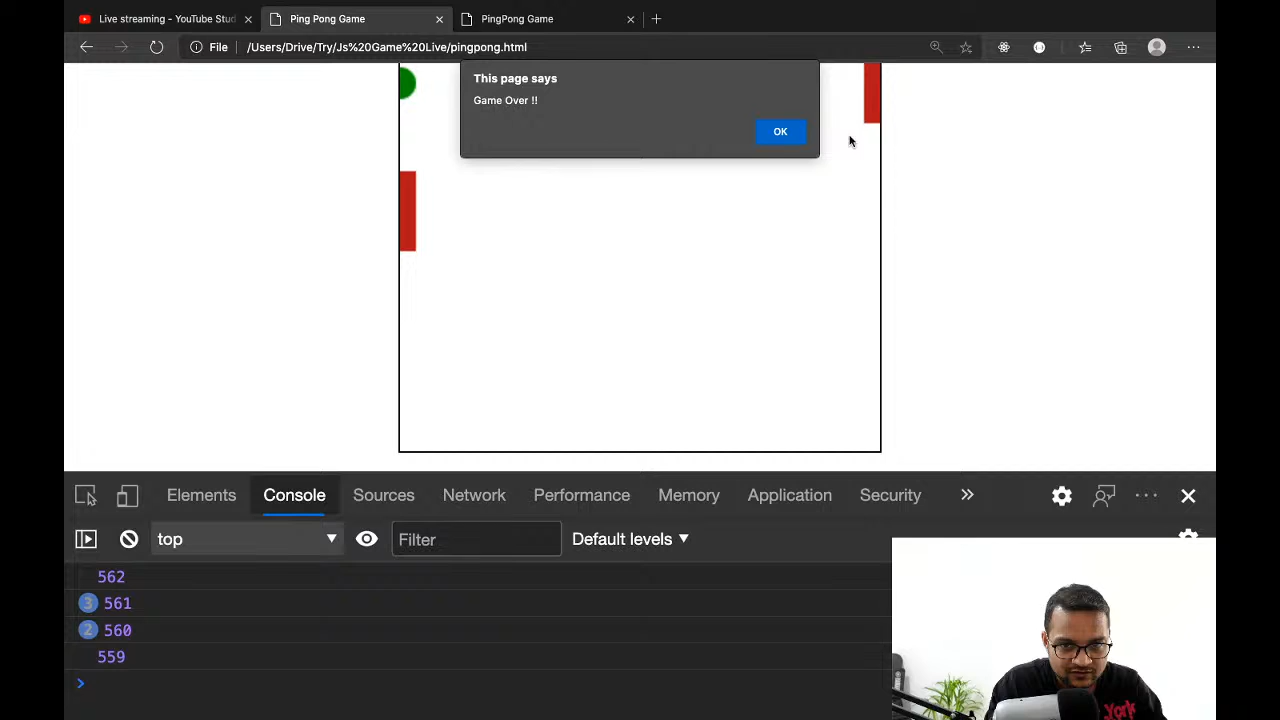 Live streaming - YouTube Stud
Ping Pong Game
PingPong Game
File
/Users/Drive/Try/Js%20Game%20Live/pingpong.html
This page says
Game Over !!
OK
Elements
Console
Sources
Network
Performance
Memory
Application
Security
top
Filter
Default levels
562
3 561
2 560
559
York